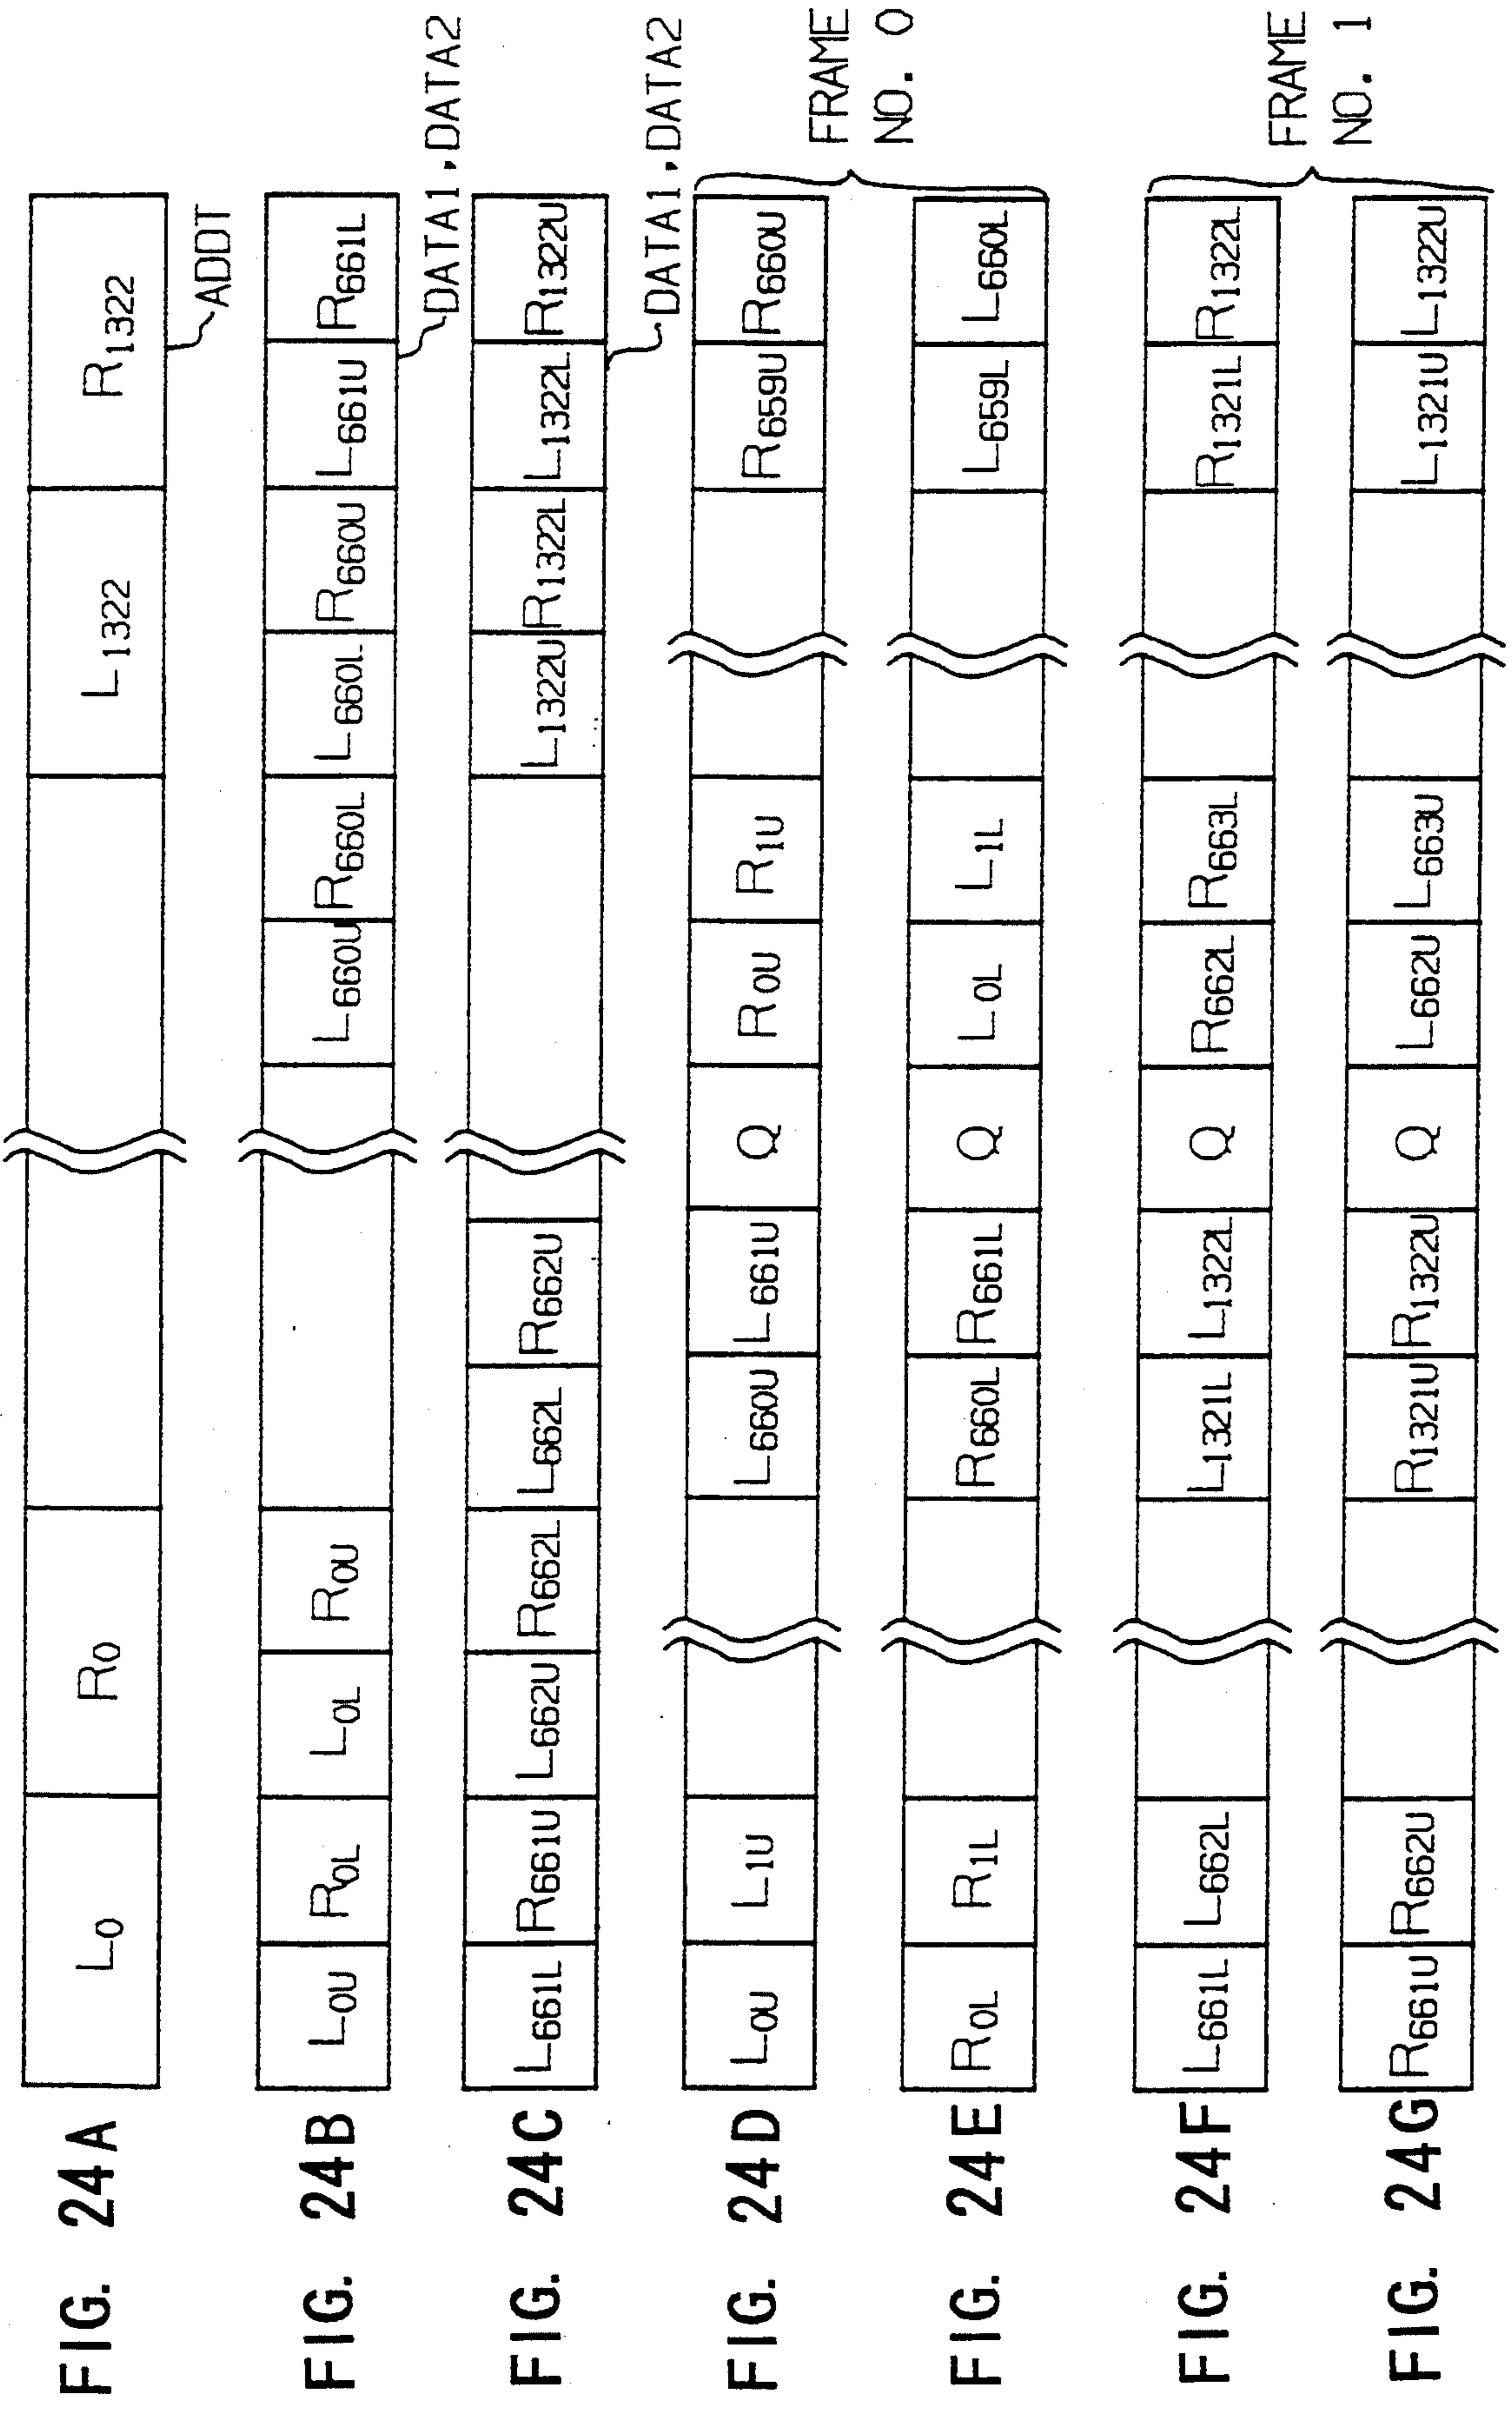 FIG. 24A L0 R0 L1322 R1322
ADDT
FIG. 24B L0U R0L L0L R0U L660U R660L L660L R660U L661U R661L
DATA1,DATA2
FIG. 24C L661L R661U L662U R662L L662L R662U L1322U R1322L L1322L R1322U
DATA1,DATA2
FIG. 24D L0U L1U L660U L661U Q R0U R1U R659U R660U
FRAME
NO. 0
FIG. 24E R0L R1L R660L R661L Q L0L L1L L659L L660L
FIG. 24F L661L L662L L1321L L1322L Q R662L R663L R1321L R1322L
FRAME
NO. 1
FIG. 24G R661U R662U R1321U R1322U Q L662U L663U L1321U L1322U